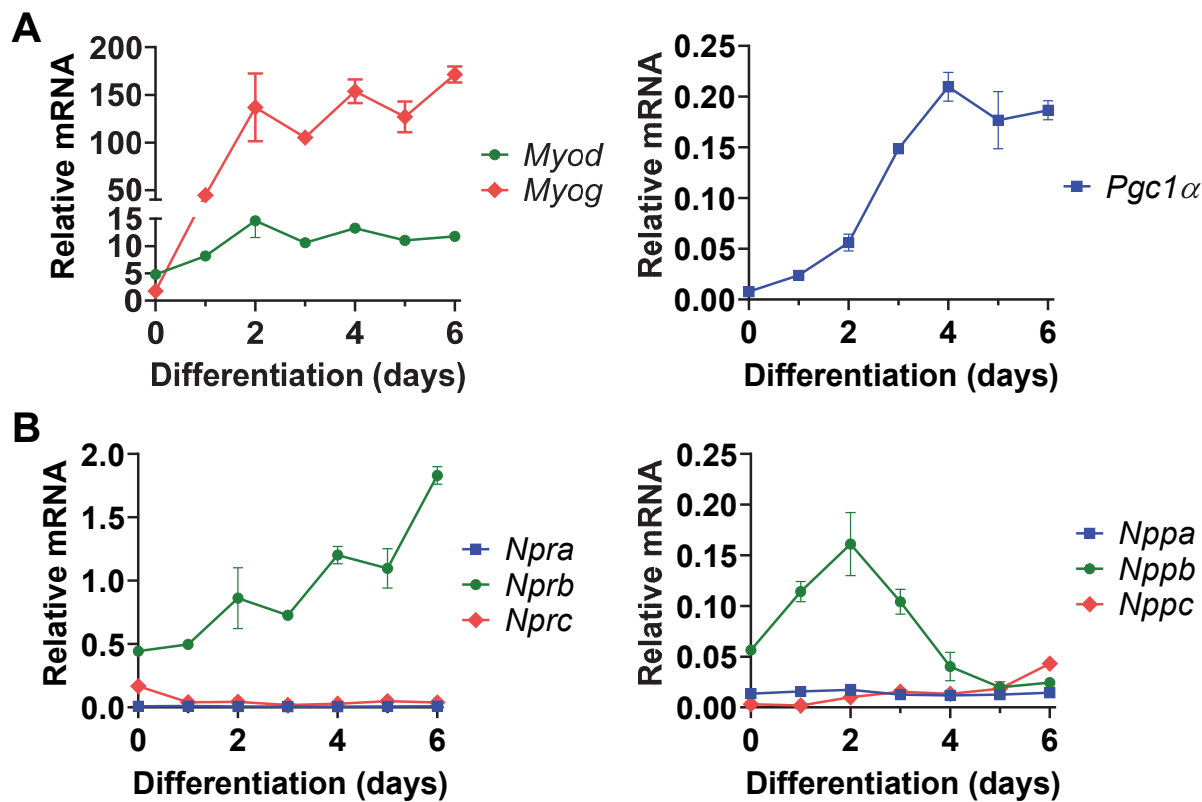 A
Relative mRNA
200
150
100
50
15
10
5
0
0
2
4
6
Differentiation (days)
Myod
Myog
Relative mRNA
0.25
0.20
0.15
0.10
0.05
0.00
0
2
4
6
Differentiation (days)
Pgc1α
B
Relative mRNA
2.0
1.5
1.0
0.5
0.0
0
2
4
6
Differentiation (days)
Npra
Nprb
Nprc
Relative mRNA
0.25
0.20
0.15
0.10
0.05
0.00
0
2
4
6
Differentiation (days)
Nppa
Nppb
Nppc